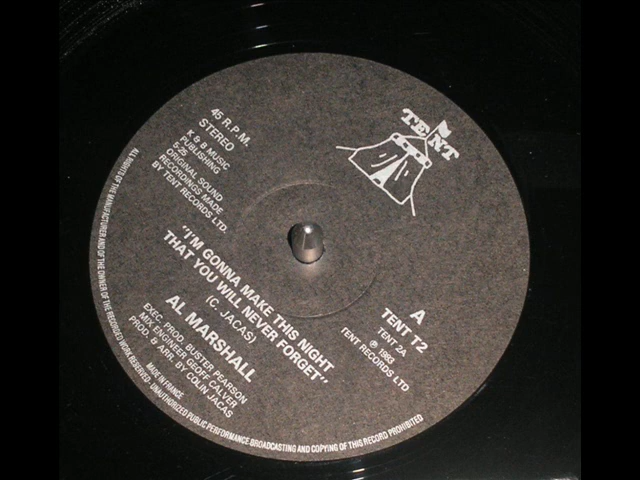 TENT
45 R.P.M.
STEREO
K & B MUSIC
PUBLISHING
5:25
ORIGINAL SOUND
RECORDINGS MADE
BY TENT RECORDS LTD.
A
TENT T2
TENT 2A
℗ 1983
TENT RECORDS LTD
"I'M GONNA MAKE THIS NIGHT
THAT YOU WILL NEVER FORGET"
(C. JACAS)
AL MARSHALL
EXEC. PROD. BUSTER PEARSON
MIX ENGINEER GEOFF CALVER
PROD. & ARR. BY COLIN JACAS
MADE IN FRANCE
ALL RIGHTS OF THE MANUFACTURER AND OF THE OWNER OF THE RECORDED WORK RESERVED - UNAUTHORIZED PUBLIC PERFORMANCE BROADCASTING AND COPYING OF THIS RECORD PROHIBITED